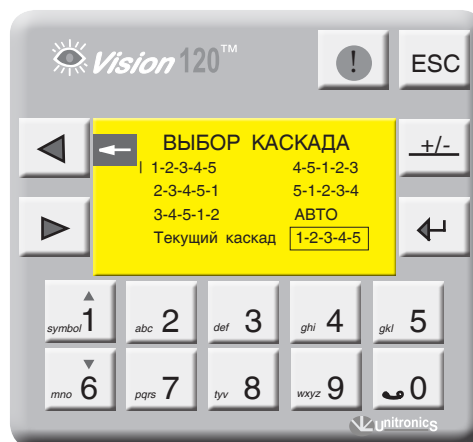 Vision 120™
! ESC
ВЫБОР КАСКАДА
+/-
| 1-2-3-4-5 4-5-1-2-3
2-3-4-5-1 5-1-2-3-4
3-4-5-1-2 АВТО
Текущий каскад 1-2-3-4-5
symbol 1 abc 2 def 3 ghi 4 gkl 5
mno 6 pqrs 7 tyv 8 wxyz 9 0
unitronics